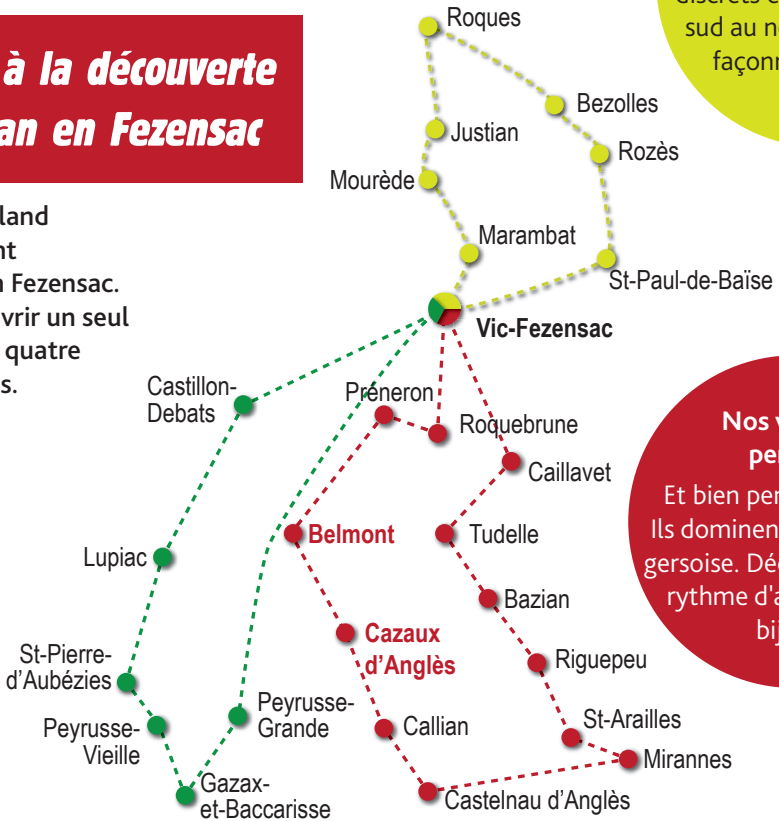 à la découverte
an en Fezensac
land
nt
n Fezensac.
vrir un seul
quatre
s.
sud au n
façonn
Roques
Bezolles
Justian
Rozès
Mourède
Marambat
St-Paul-de-Baïse
Vic-Fezensac
Castillon-
Debats
Préneron
Roquebrune
Caillavet
Nos v
per
Et bien per
Ils dominen
gersoise. Déc
rythme d'a
bij
Belmont
Tudelle
Lupiac
Bazian
Cazaux
d'Anglès
Riguepeu
St-Pierre-
d'Aubézies
Peyrusse-
Vieille
Peyrusse-
Grande
Callian
St-Arailles
Mirannes
Gazax-
et-Baccarisse
Castelnau d'Anglès